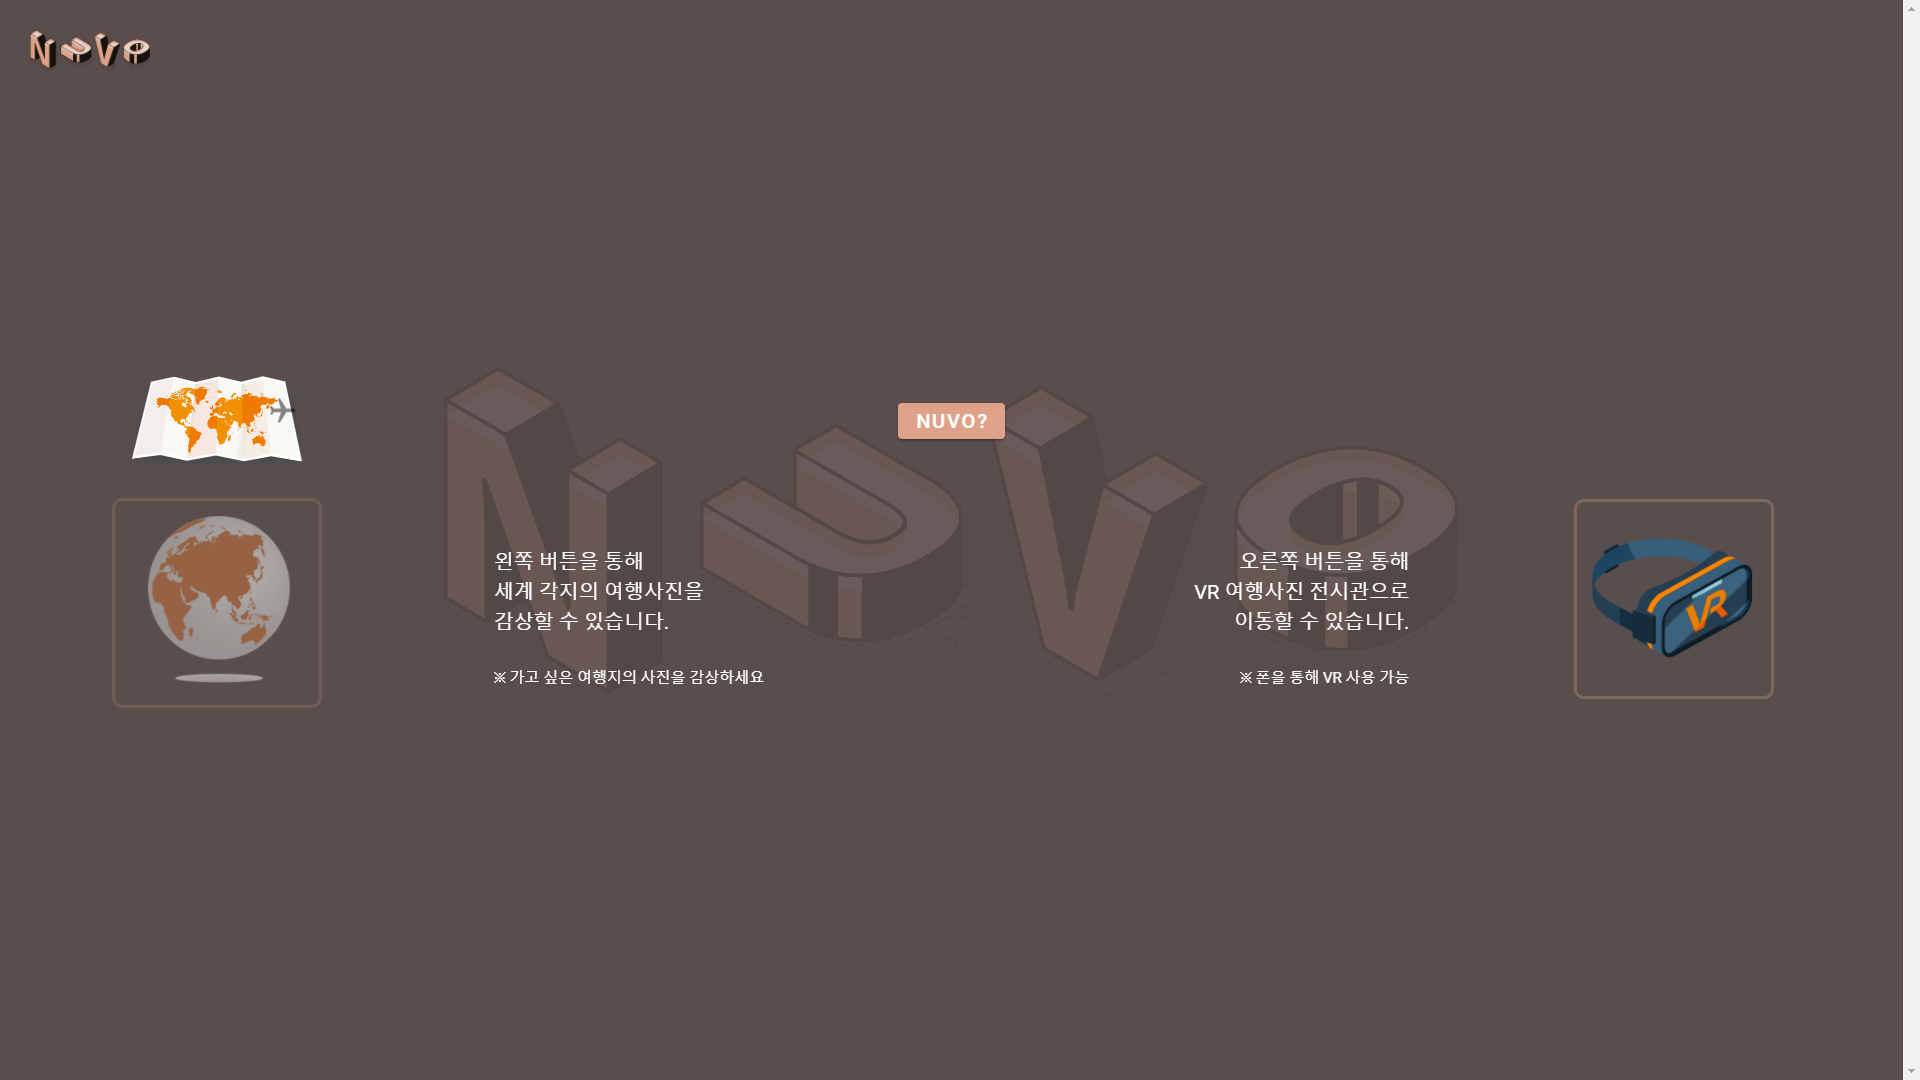 NUVO
NUVO
NUVO?
왼쪽 버튼을 통해
세계 각지의 여행사진을
감상할 수 있습니다.
※ 가고 싶은 여행지의 사진을 감상하세요
오른쪽 버튼을 통해
VR 여행사진 전시관으로
이동할 수 있습니다.
※ 폰을 통해 VR 사용 가능
VR